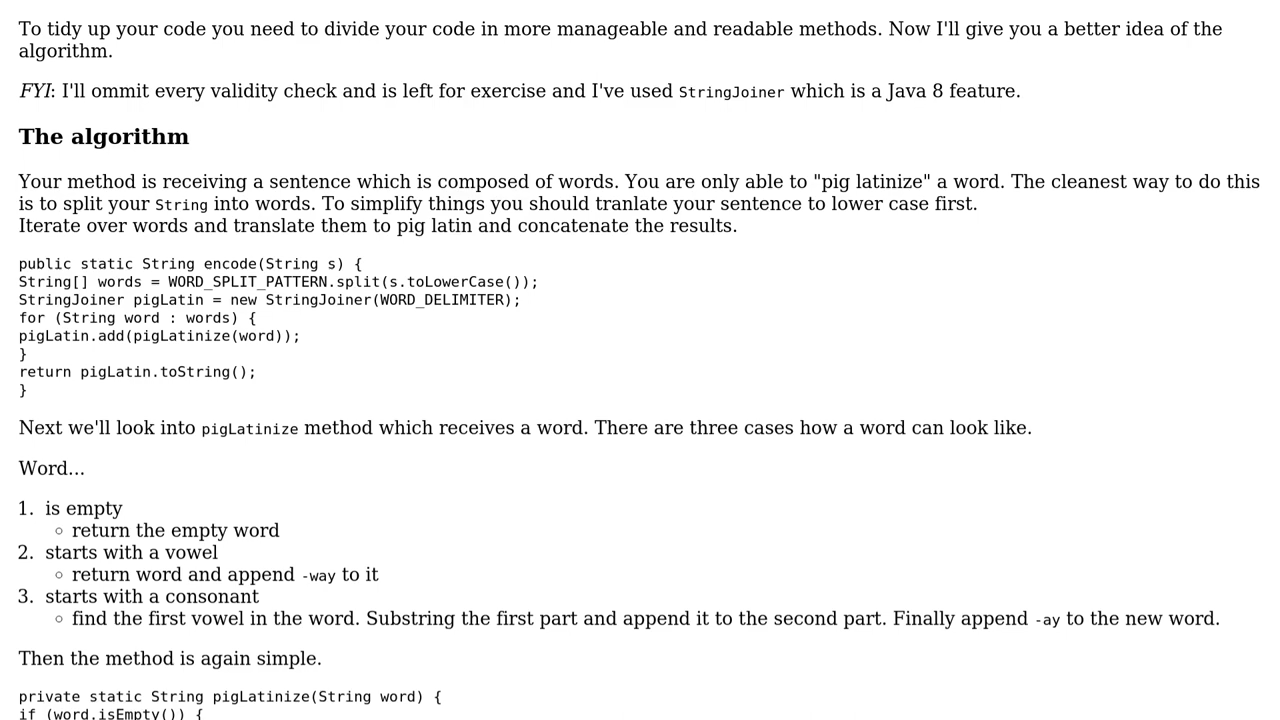 To tidy up your code you need to divide your code in more manageable and readable methods. Now I'll give you a better idea of the
algorithm.
FYI: I'll ommit every validity check and is left for exercise and I've used StringJoiner which is a Java 8 feature.
The algorithm
Your method is receiving a sentence which is composed of words. You are only able to "pig latinize" a word. The cleanest way to do this
is to split your String into words. To simplify things you should tranlate your sentence to lower case first.
Iterate over words and translate them to pig latin and concatenate the results.
public static String encode(String s) {
String[] words = WORD_SPLIT_PATTERN.split(s.toLowerCase());
StringJoiner pigLatin = new StringJoiner(WORD_DELIMITER);
for (String word : words) {
pigLatin.add(pigLatinize(word));
}
return pigLatin.toString();
}
Next we'll look into pigLatinize method which receives a word. There are three cases how a word can look like.
Word...
1. is empty
◦ return the empty word
2. starts with a vowel
◦ return word and append -way to it
3. starts with a consonant
◦ find the first vowel in the word. Substring the first part and append it to the second part. Finally append -ay to the new word.
Then the method is again simple.
private static String pigLatinize(String word) {
if (word.isEmpty()) {